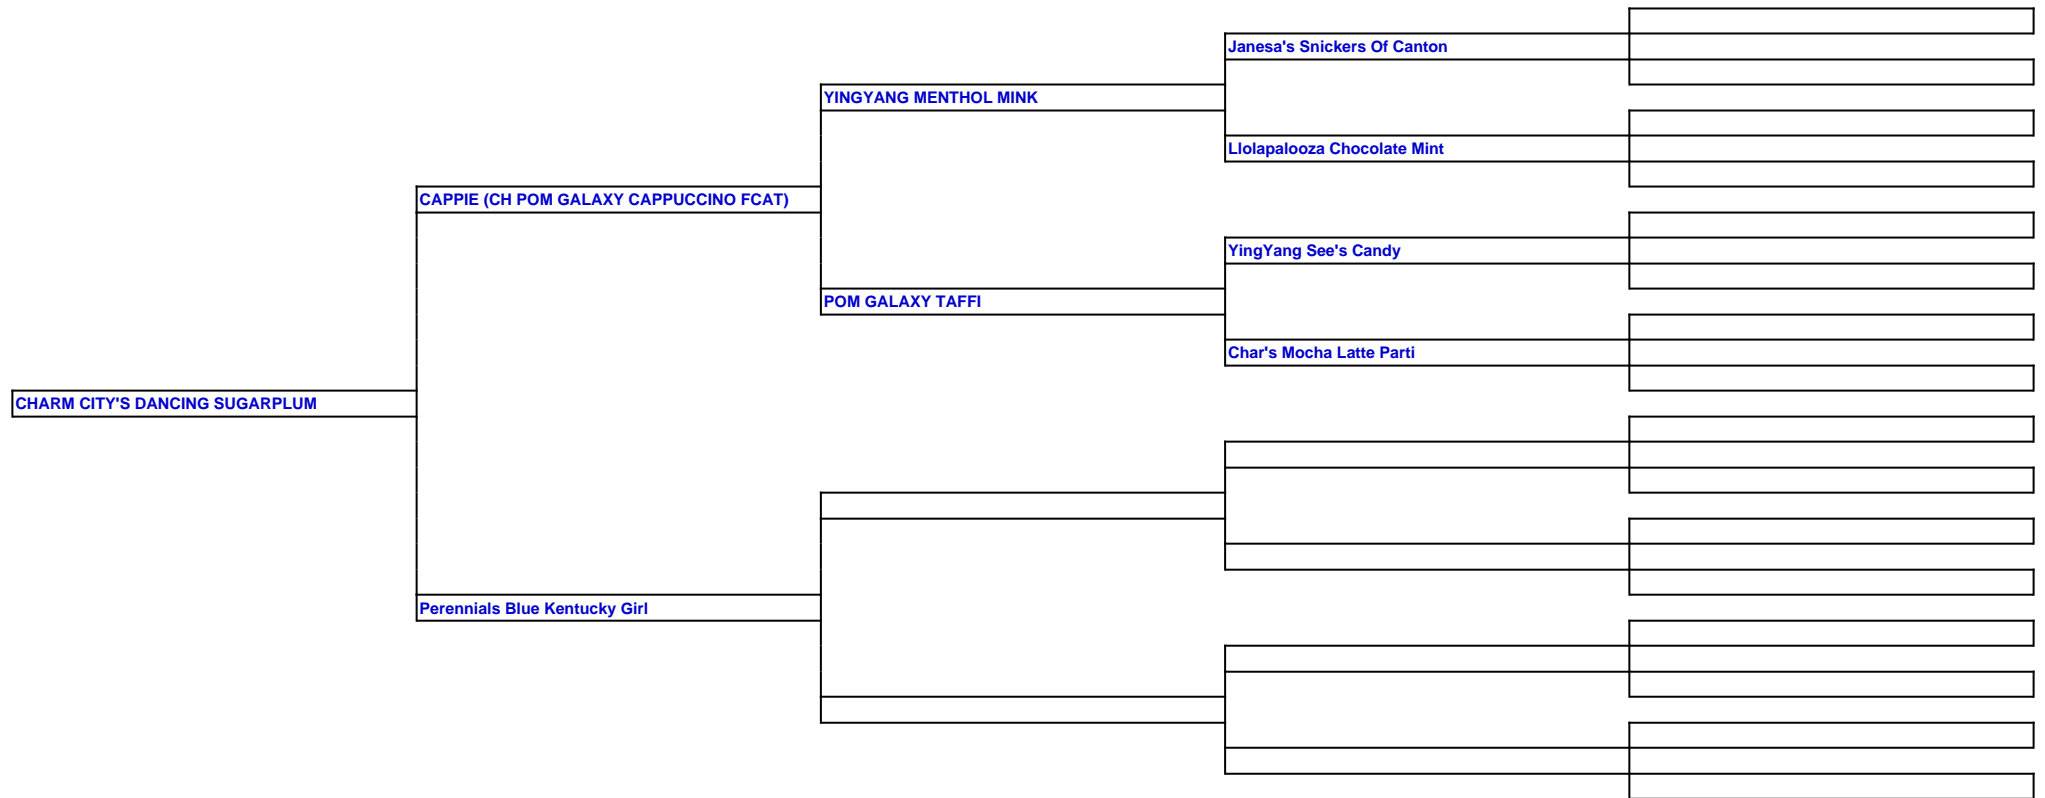 Janesa's Snickers Of Canton
YINGYANG MENTHOL MINK
Llolapalooza Chocolate Mint
CAPPIE (CH POM GALAXY CAPPUCCINO FCAT)
YingYang See's Candy
POM GALAXY TAFFI
Char's Mocha Latte Parti
CHARM CITY'S DANCING SUGARPLUM
Perennials Blue Kentucky Girl